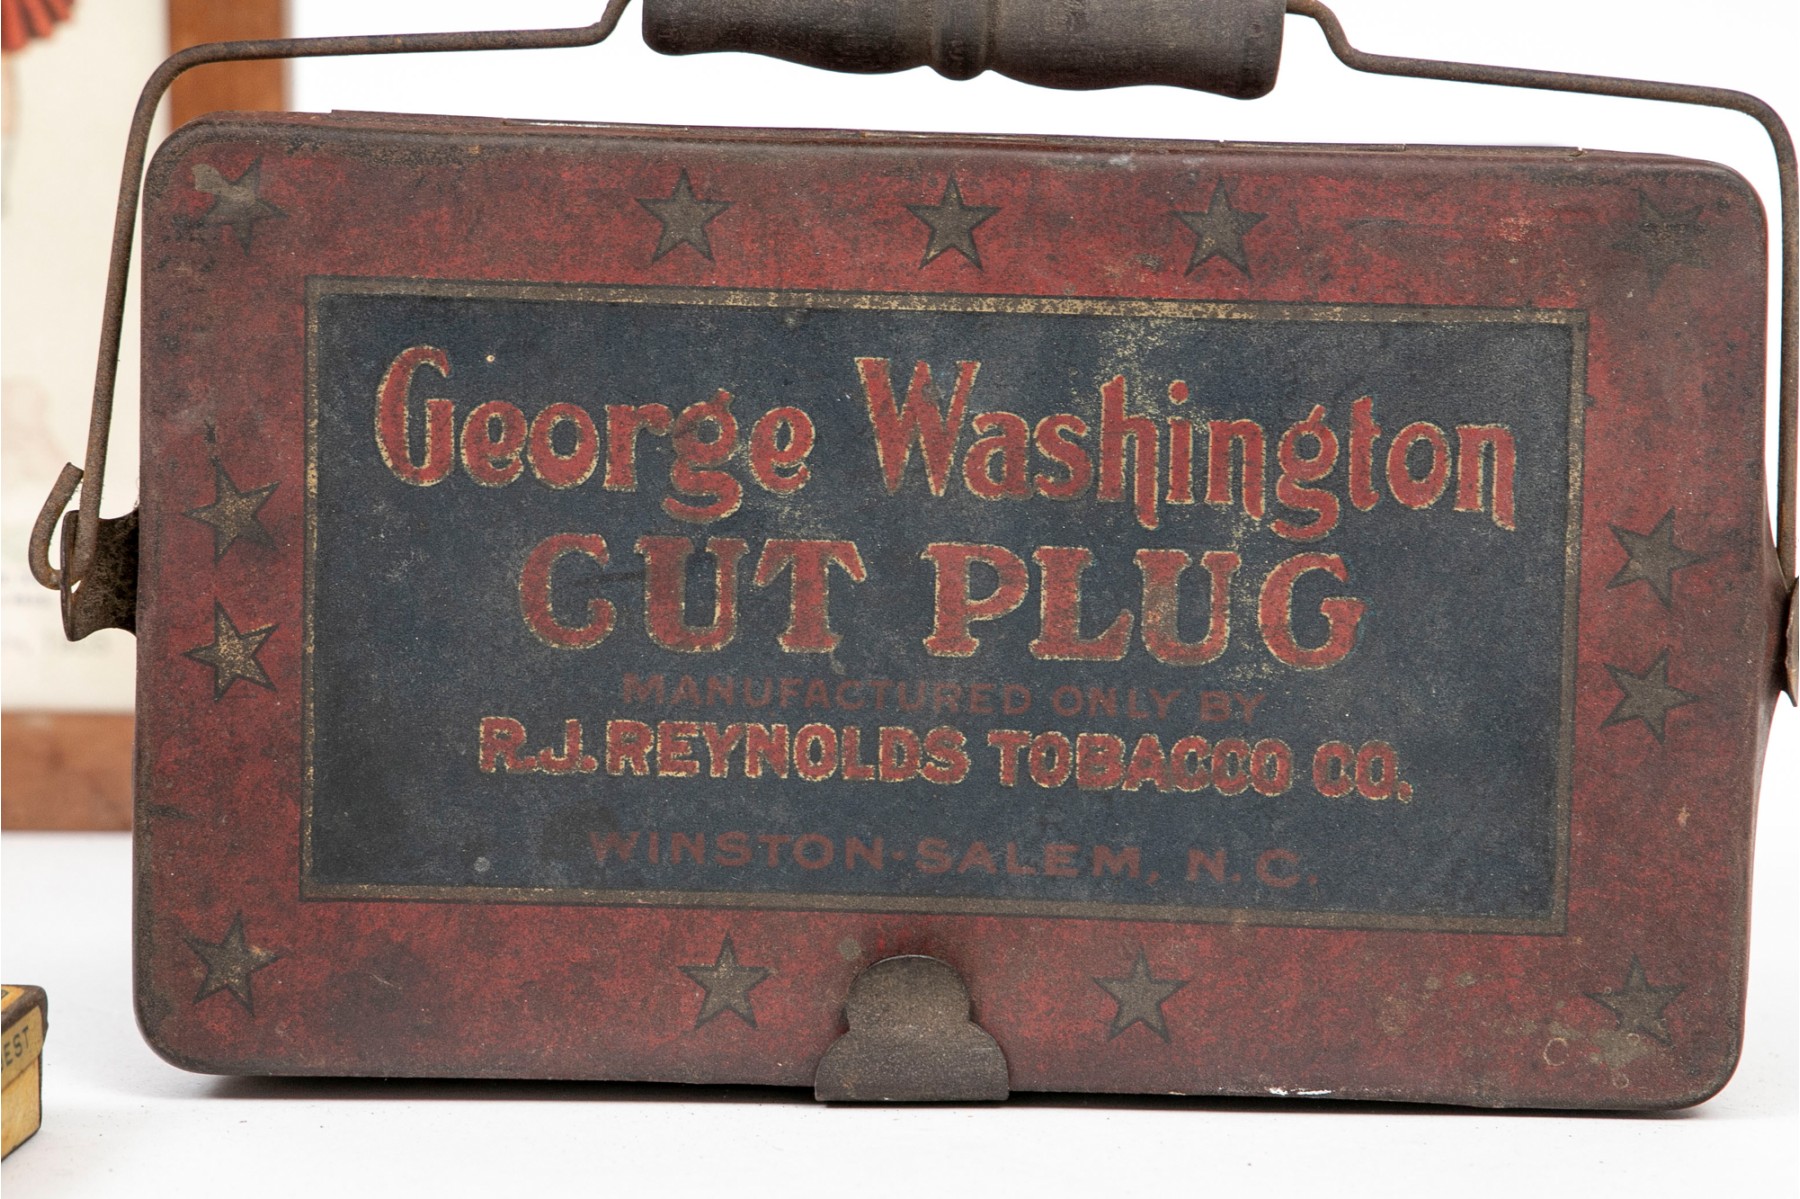 George Washington
CUT PLUG
MANUFACTURED ONLY BY
R.J. REYNOLDS TOBACCO CO.
WINSTON-SALEM, N.C.